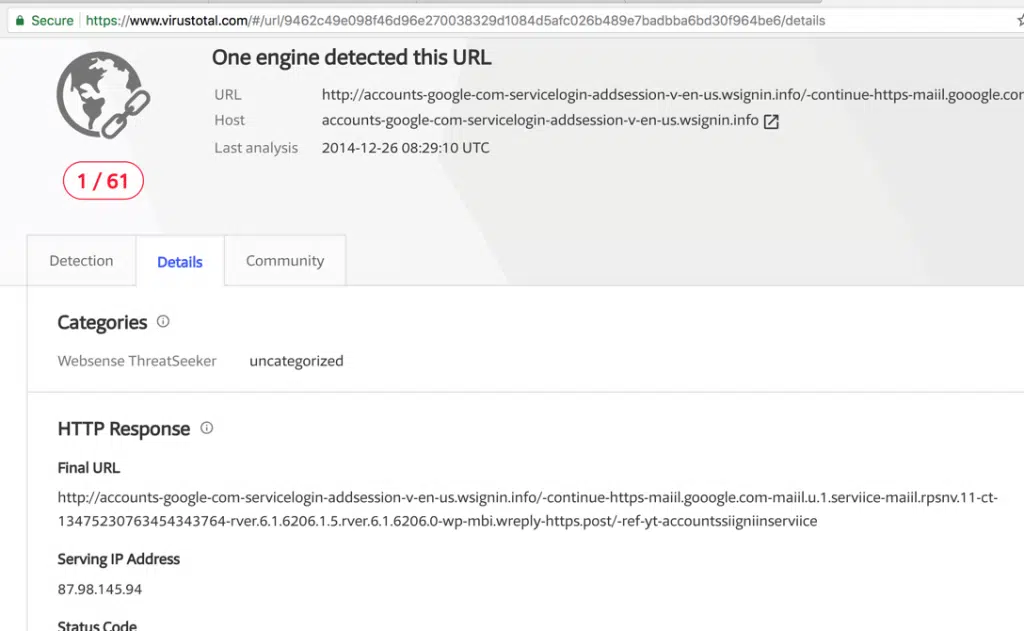 Secure https://www.virustotal.com/#/url/9462c49e098f46d96e270038329d1084d5afc026b489e7badbba6bd30f964be6/details
One engine detected this URL
URL http://accounts-google-com-servicelogin-addsession-v-en-us.wsignin.info/-continue-https-maiil.gooogle.cor
Host accounts-google-com-servicelogin-addsession-v-en-us.wsignin.info
Last analysis 2014-12-26 08:29:10 UTC
1 / 61
Detection Details Community
Categories
Websense ThreatSeeker uncategorized
HTTP Response
Final URL
http://accounts-google-com-servicelogin-addsession-v-en-us.wsignin.info/-continue-https-maiil.gooogle.com-maiil.u.1.serviice-maiil.rpsnv.11-ct-
13475230763454343764-rver.6.1.6206.1.5.rver.6.1.6206.0-wp-mbi.wreply-https.post/-ref-yt-accountssiigniinserviice
Serving IP Address
87.98.145.94
Status Code